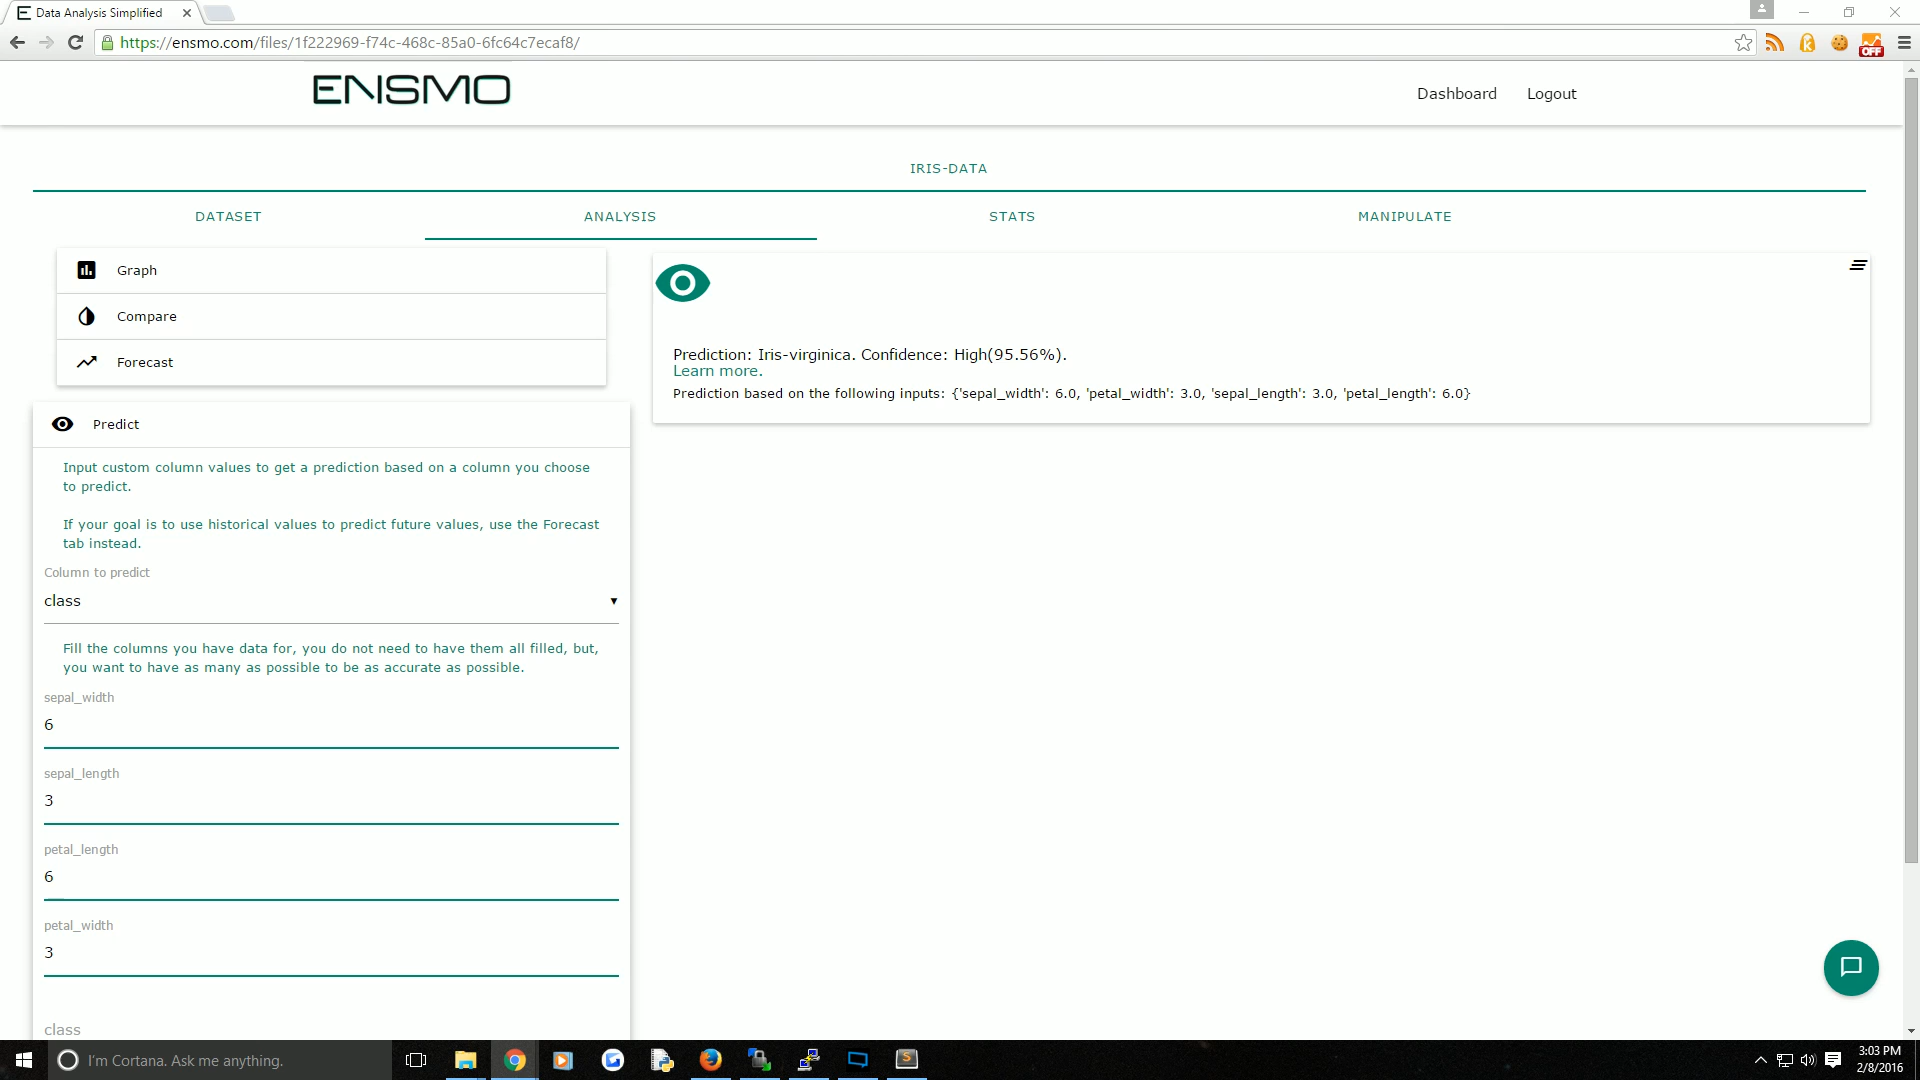 Data Analysis Simplified
https://ensmo.com/files/1f222969-f74c-468c-85a0-6fc64c7ecaf8/
OFF
ENSMO
Dashboard Logout
IRIS-DATA
DATASET ANALYSIS STATS MANIPULATE
Graph
Compare
Forecast
Predict
Input custom column values to get a prediction based on a column you choose
to predict.
If your goal is to use historical values to predict future values, use the Forecast
tab instead.
Column to predict
class
Fill the columns you have data for, you do not need to have them all filled, but,
you want to have as many as possible to be as accurate as possible.
sepal_width
6
sepal_length
3
petal_length
6
petal_width
3
class
Prediction: Iris-virginica. Confidence: High(95.56%).
Learn more.
Prediction based on the following inputs: {'sepal_width': 6.0, 'petal_width': 3.0, 'sepal_length': 3.0, 'petal_length': 6.0}
I'm Cortana. Ask me anything.
3:03 PM
2/8/2016